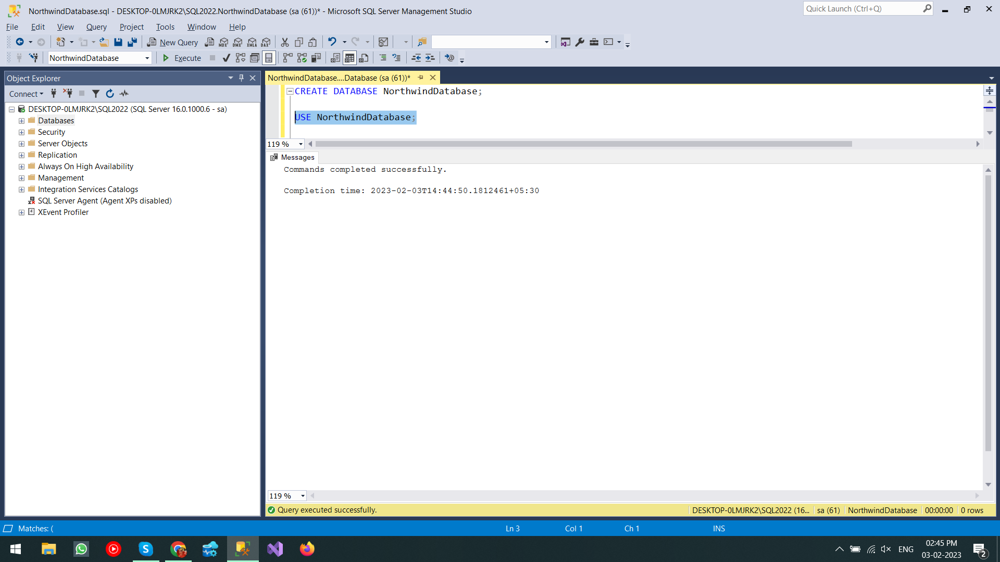 NorthwindDatabase.sql - DESKTOP-0LMJRK2\SQL2022.NorthwindDatabase (sa (61))* - Microsoft SQL Server Management Studio
Quick Launch (Ctrl+Q)
File Edit View Query Project Tools Window Help
New Query
MDX DMX XMLA DAX
NorthwindDatabase
Execute
Object Explorer
NorthwindDatabase....Database (sa (61))*
Connect
DESKTOP-0LMJRK2\SQL2022 (SQL Server 16.0.1000.6 - sa)
Databases
Security
Server Objects
Replication
Always On High Availability
Management
Integration Services Catalogs
SQL Server Agent (Agent XPs disabled)
XEvent Profiler
CREATE DATABASE NorthwindDatabase;
USE NorthwindDatabase;
119 %
Messages
Commands completed successfully.
Completion time: 2023-02-03T14:44:50.1812461+05:30
119 %
Query executed successfully.
DESKTOP-0LMJRK2\SQL2022 (16... sa (61) NorthwindDatabase 00:00:00 0 rows
Matches: (
Ln 3 Col 1 Ch 1 INS
ENG
02:45 PM
03-02-2023
2